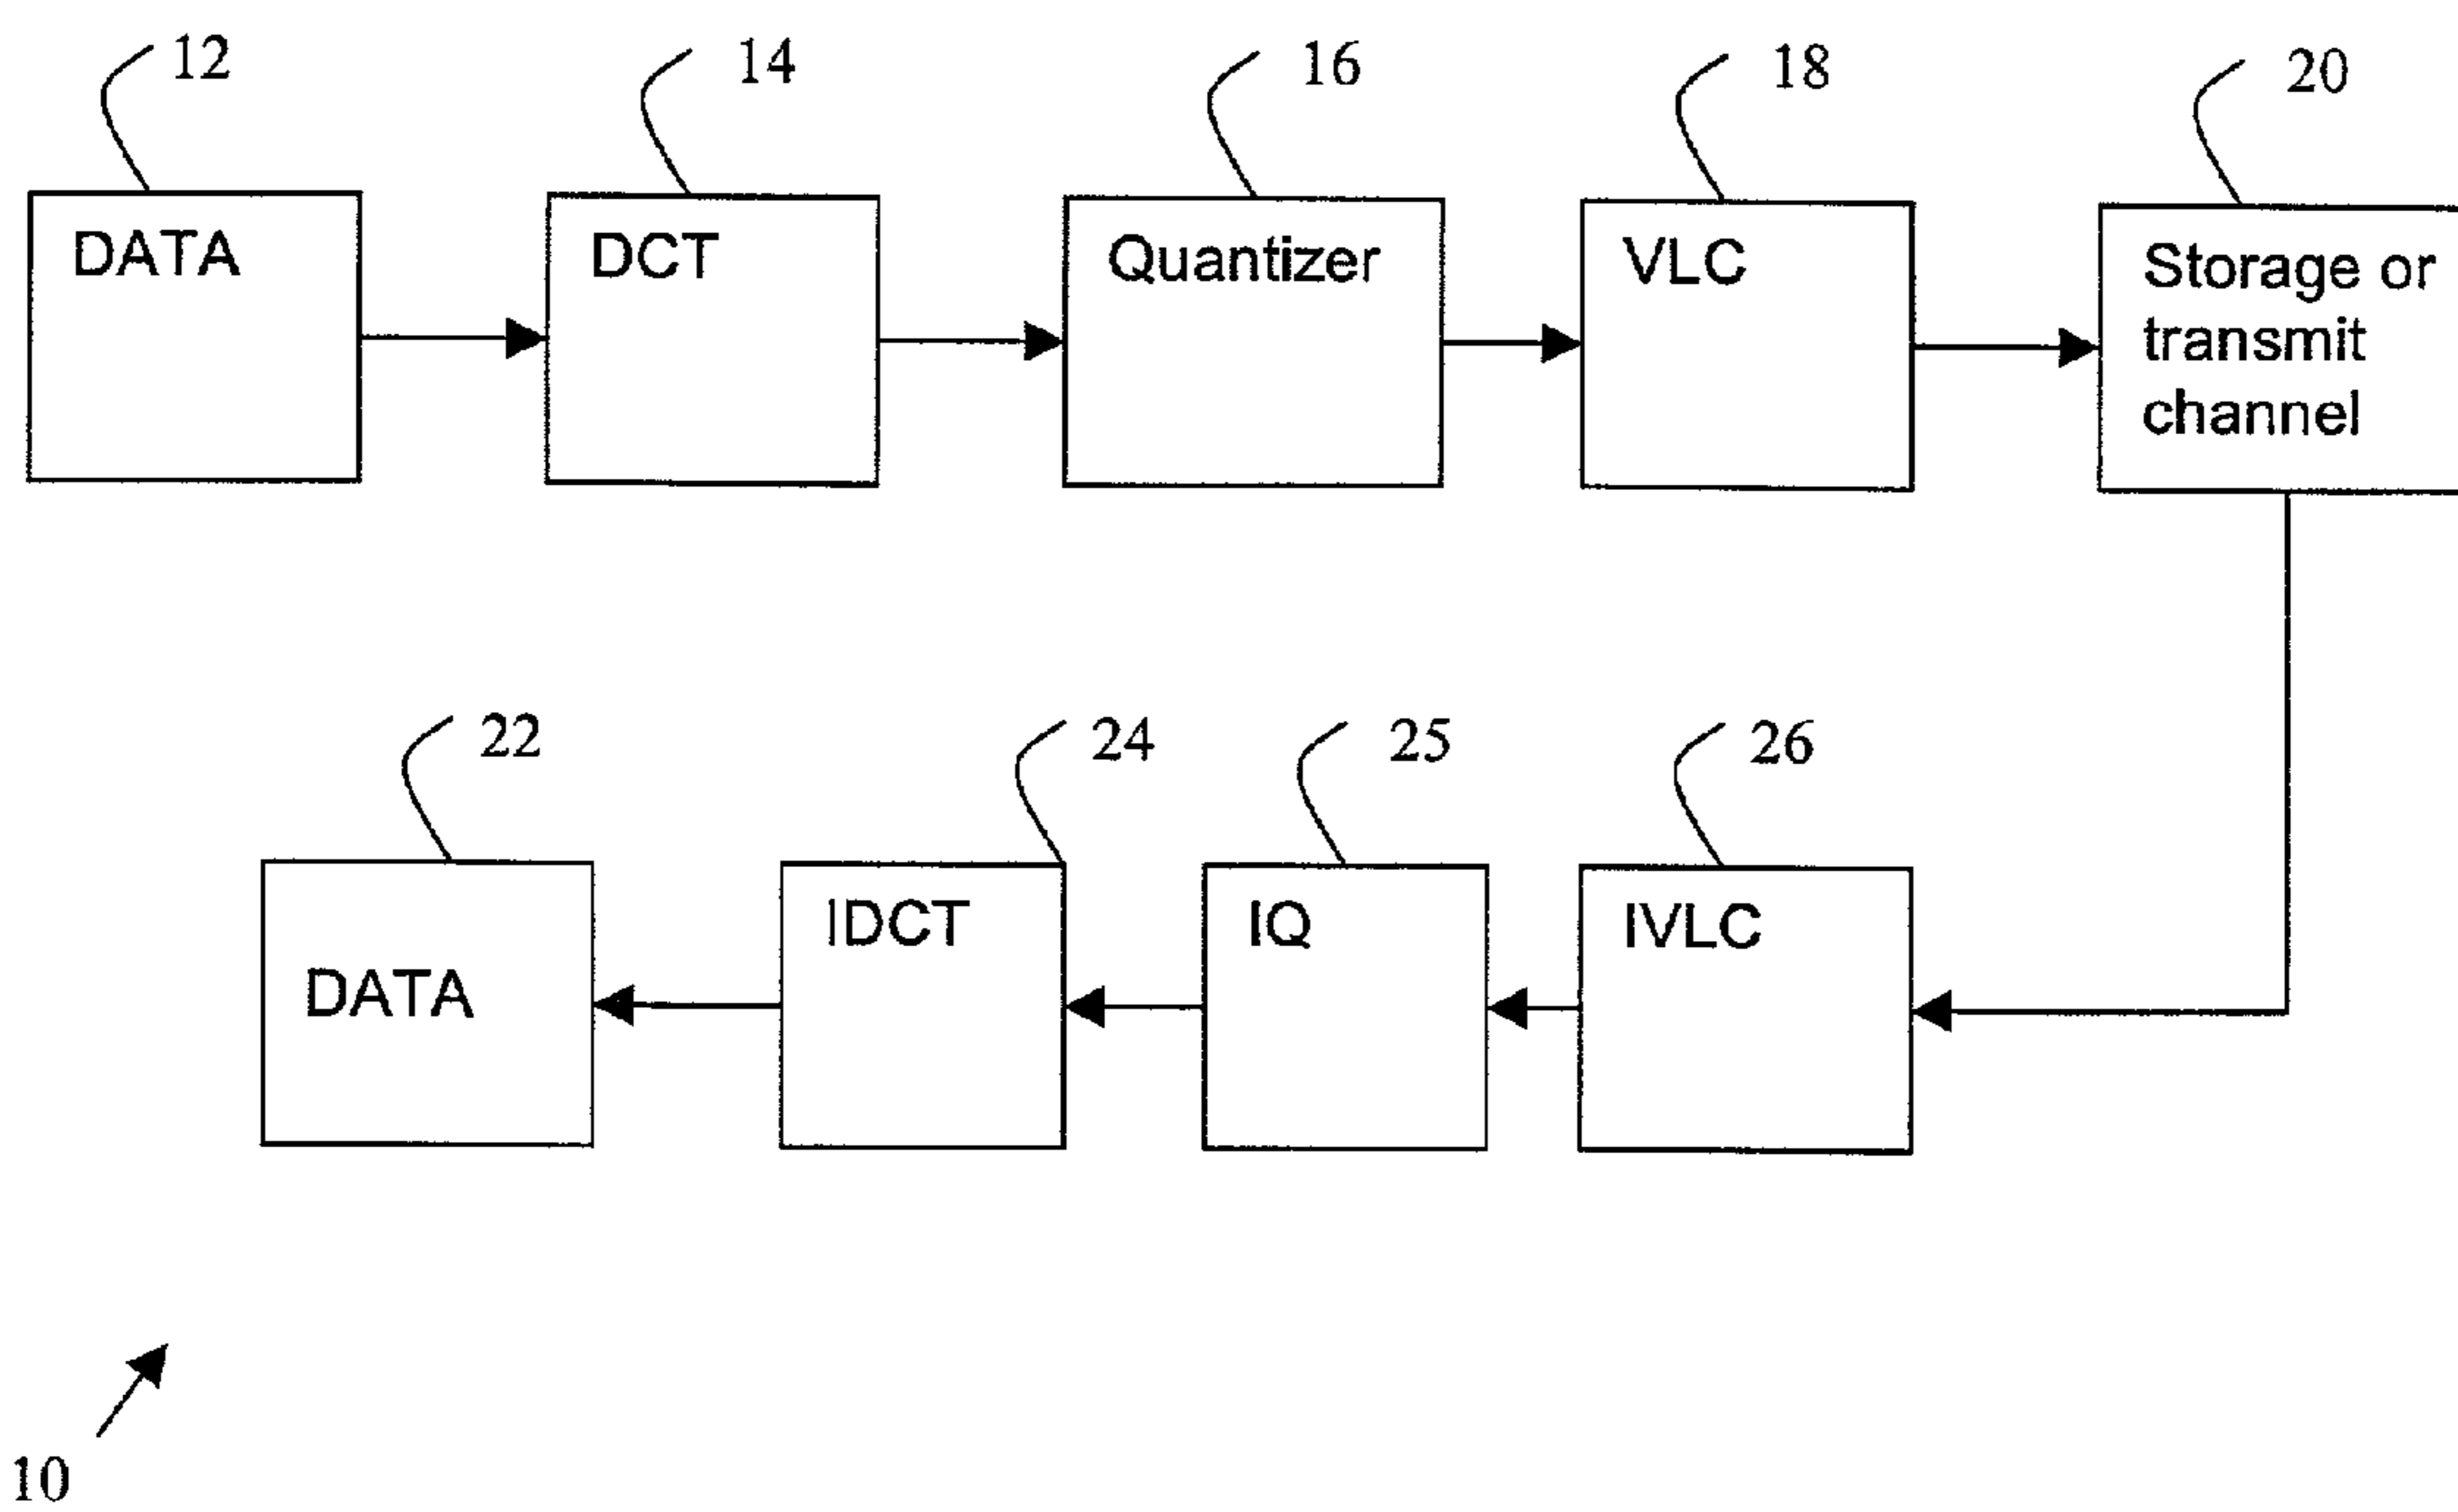 12
14
16
18
20
DATA
DCT
Quantizer
VLC
Storage or
transmit
channel
22
24
25
26
DATA
IDCT
IQ
IVLC
10